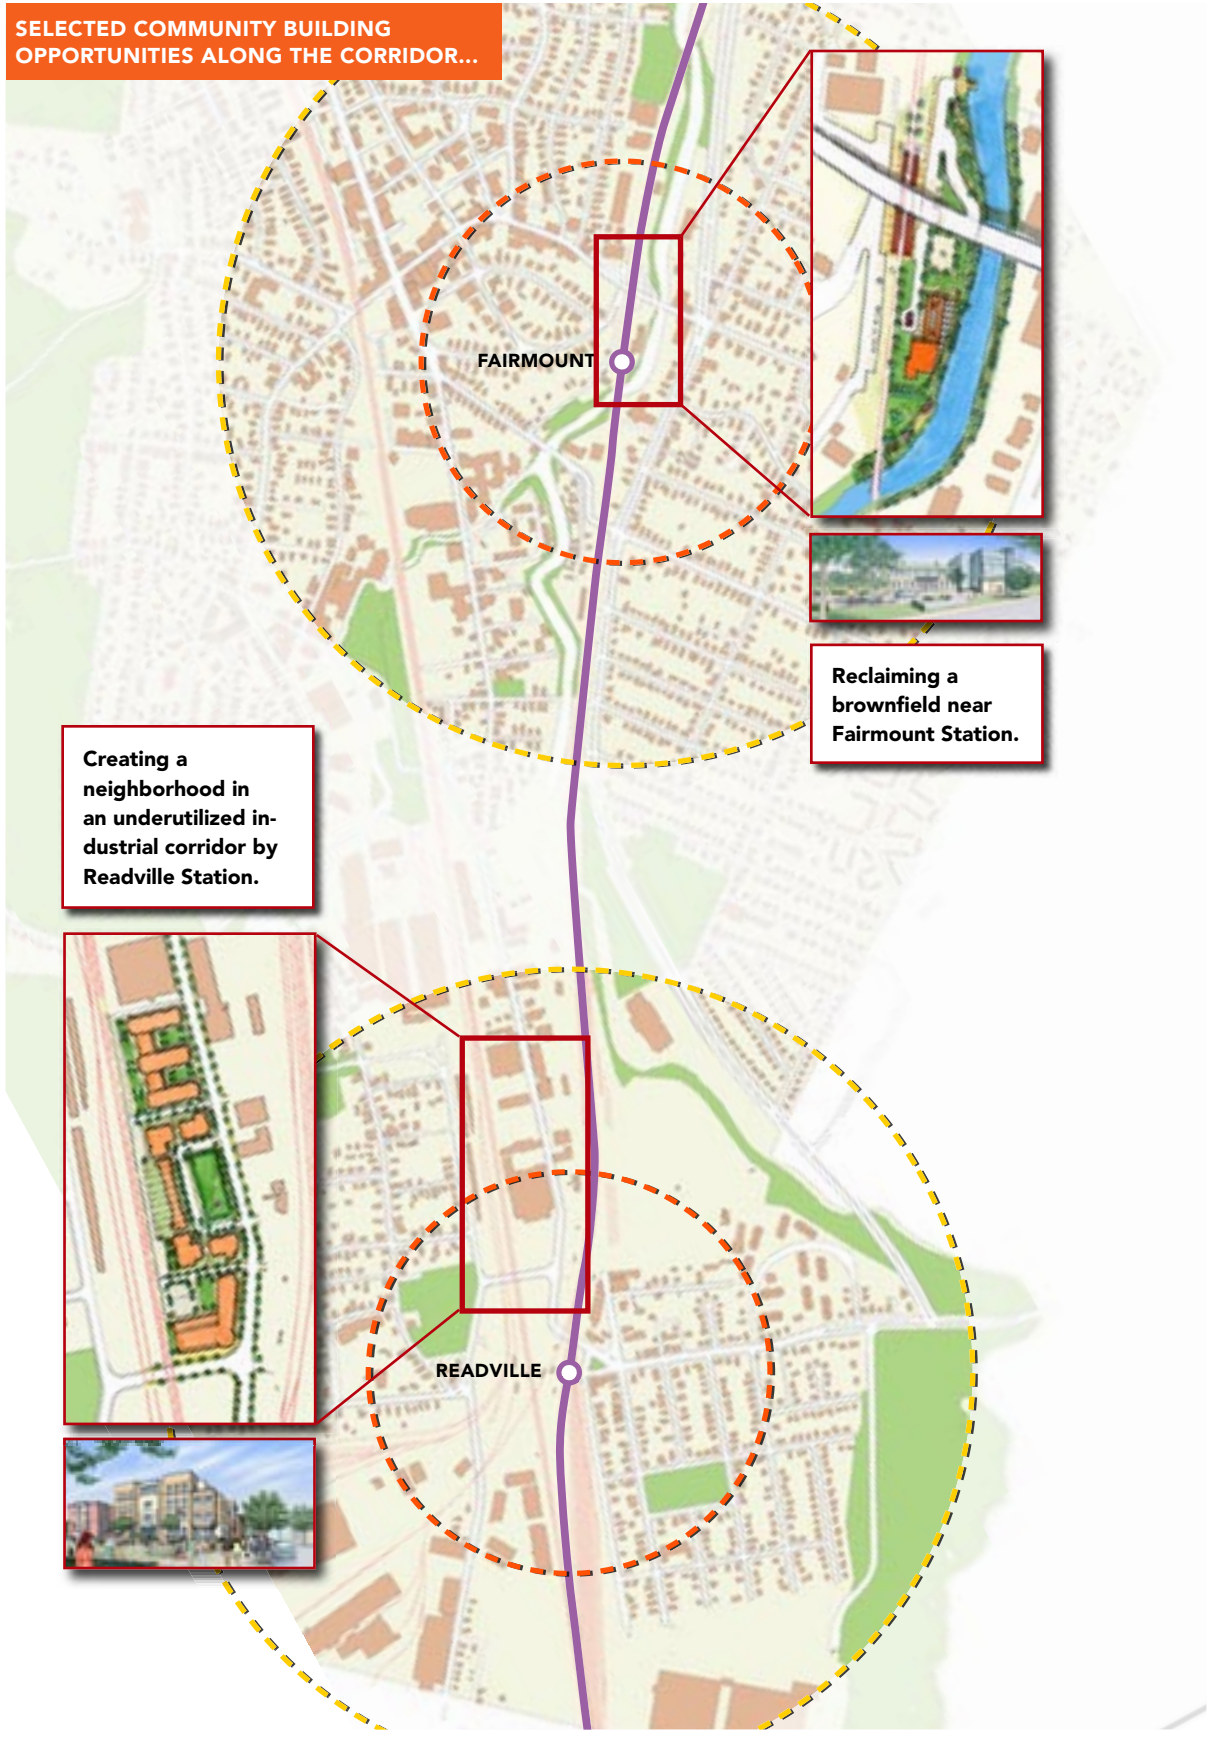 SELECTED COMMUNITY BUILDING
OPPORTUNITIES ALONG THE CORRIDOR...
FAIRMOUNT
Reclaiming a
brownfield near
Fairmount Station.
Creating a
neighborhood in
an underutilized in-
dustrial corridor by
Readville Station.
READVILLE